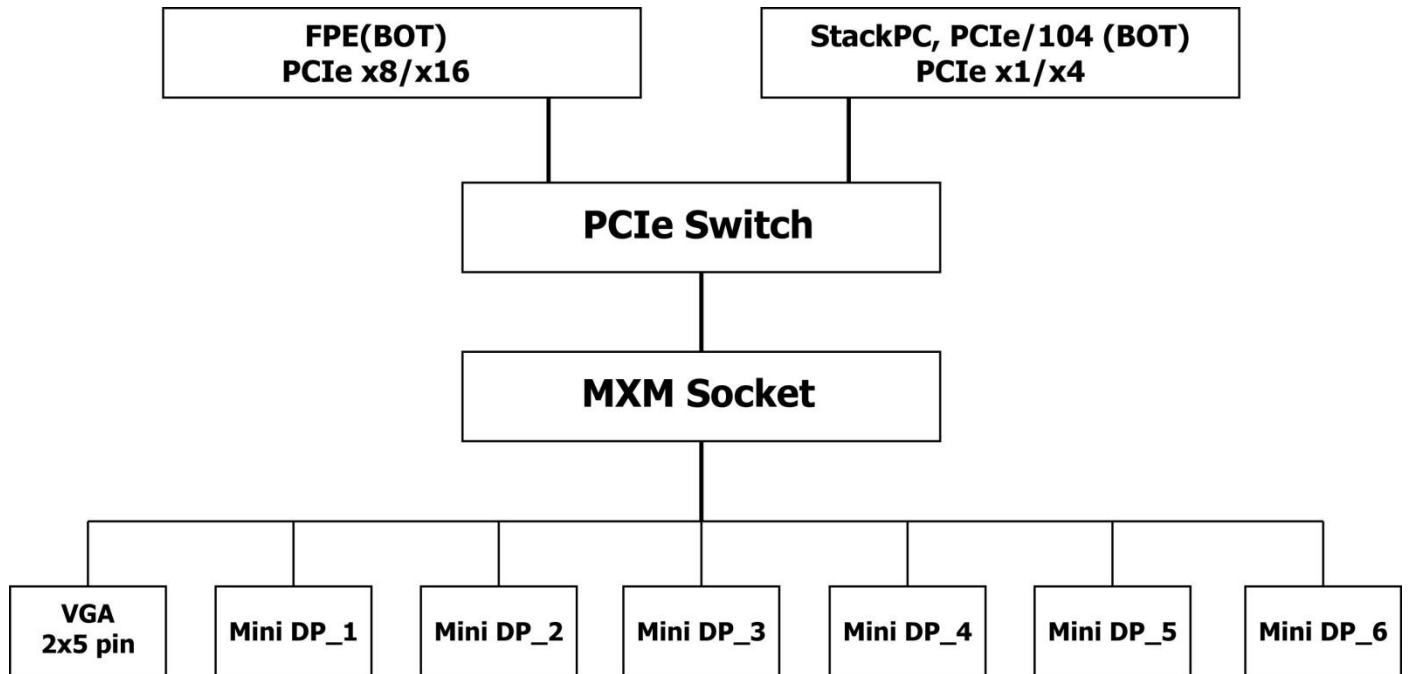 FPE(BOT)
PCIe x8/x16
StackPC, PCIe/104 (BOT)
PCIe x1/x4
PCIe Switch
MXM Socket
VGA
2x5 pin
Mini DP_1
Mini DP_2
Mini DP_3
Mini DP_4
Mini DP_5
Mini DP_6